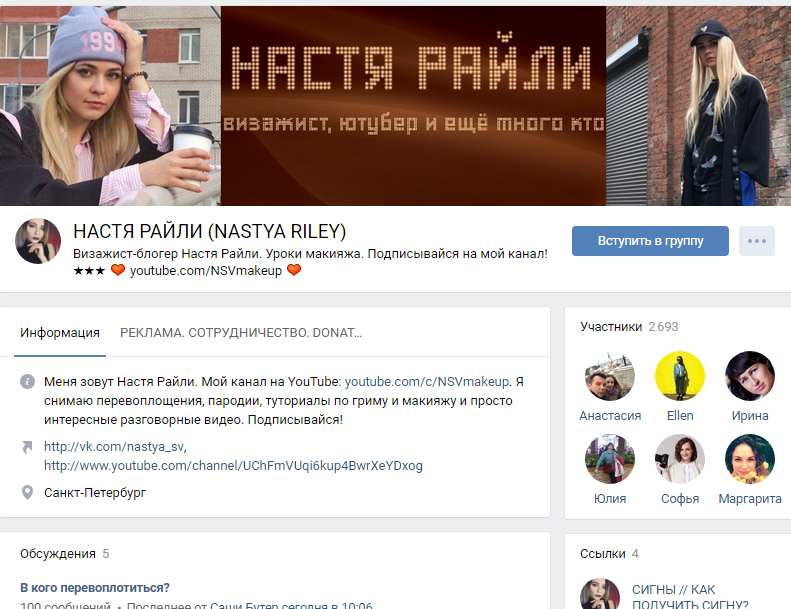 1994
НАСТЯ РАЙЛИ
визажист, ютубер и ещё много кто
НАСТЯ РАЙЛИ (NASTYA RILEY)
Визажист-блогер Настя Райли. Уроки макияжа. Подписывайся на мой канал!
★★★ ❤ youtube.com/NSVmakeup ❤
Вступить в группу
Информация
РЕКЛАМА. СОТРУДНИЧЕСТВО. DONAT...
Меня зовут Настя Райли. Мой канал на YouTube: youtube.com/c/NSVmakeup. Я
снимаю перевоплощения, пародии, туториалы по гриму и макияжу и просто
интересные разговорные видео. Подписывайся!
http://vk.com/nastya_sv,
http://www.youtube.com/channel/UChFmVUqi6kup4BwrXeYDxog
Санкт-Петербург
Обсуждения 5
В кого перевоплотиться?
100 сообщений · Последнее от Саши Бутер сегодня в 10:06
Участники 2 693
Анастасия Ellen Ирина
Юлия Софья Маргарита
Ссылки 4
СИГНЫ // КАК
ПОЛУЧИТЬ СИГНУ?